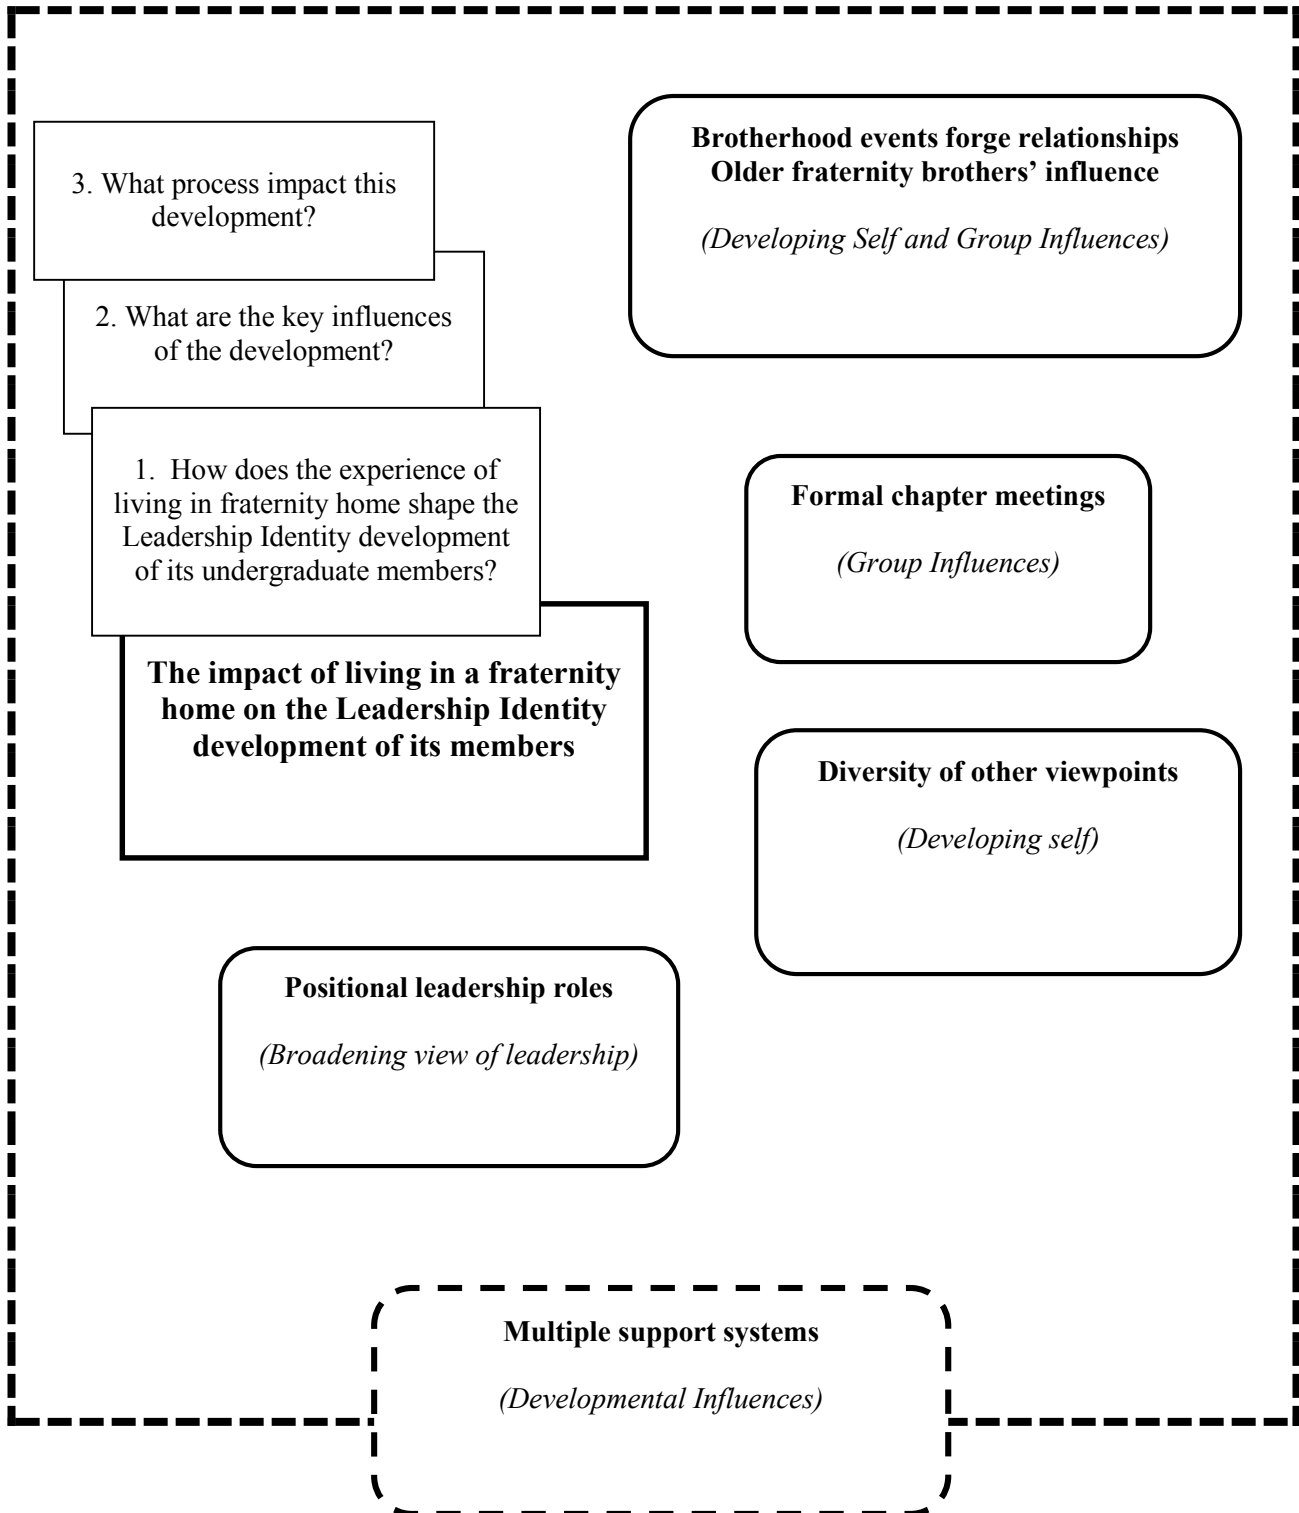 3. What process impact this
development?
2. What are the key influences
of the development?
1. How does the experience of
living in fraternity home shape the
Leadership Identity development
of its undergraduate members?
The impact of living in a fraternity
home on the Leadership Identity
development of its members
Brotherhood events forge relationships
Older fraternity brothers’ influence
(Developing Self and Group Influences)
Formal chapter meetings
(Group Influences)
Diversity of other viewpoints
(Developing self)
Positional leadership roles
(Broadening view of leadership)
Multiple support systems
(Developmental Influences)